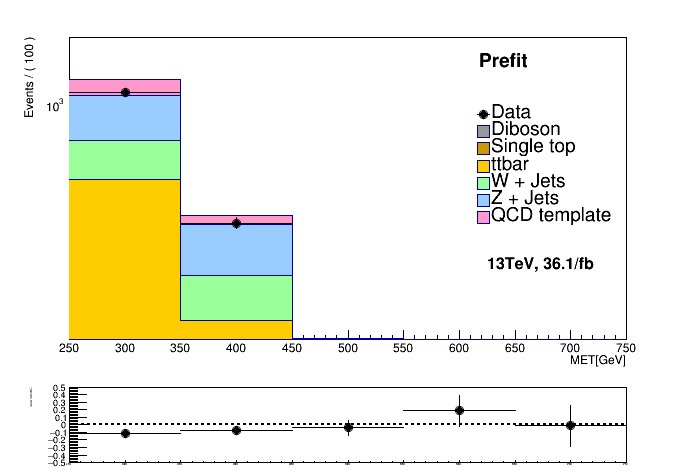 Prefit
Events / ( 100 )
10³
Data
Diboson
Single top
ttbar
W + Jets
Z + Jets
QCD template
13TeV, 36.1/fb
250 300 350 400 450 500 550 600 650 700 750
MET[GeV]
0.5
0.4
0.3
0.2
0.1
0
−0.1
−0.2
−0.3
−0.4
−0.5